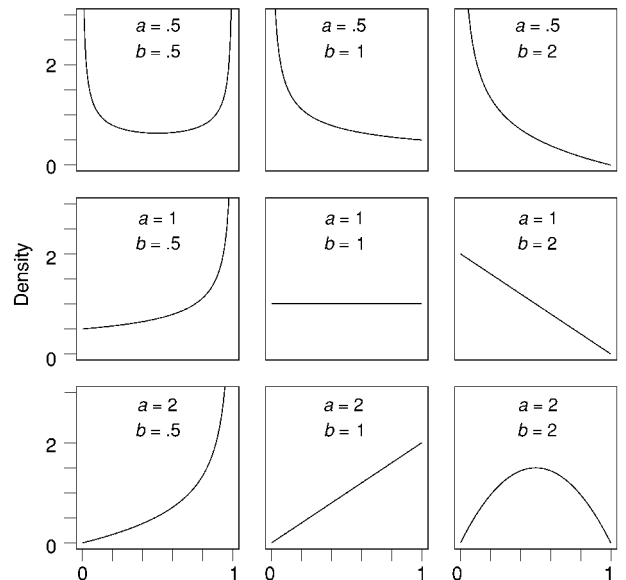 a = .5
b = .5
a = .5
b = 1
a = .5
b = 2
2
0
a = 1
b = .5
a = 1
b = 1
a = 1
b = 2
Density
2
0
a = 2
b = .5
a = 2
b = 1
a = 2
b = 2
2
0
0 1 0 1 0 1